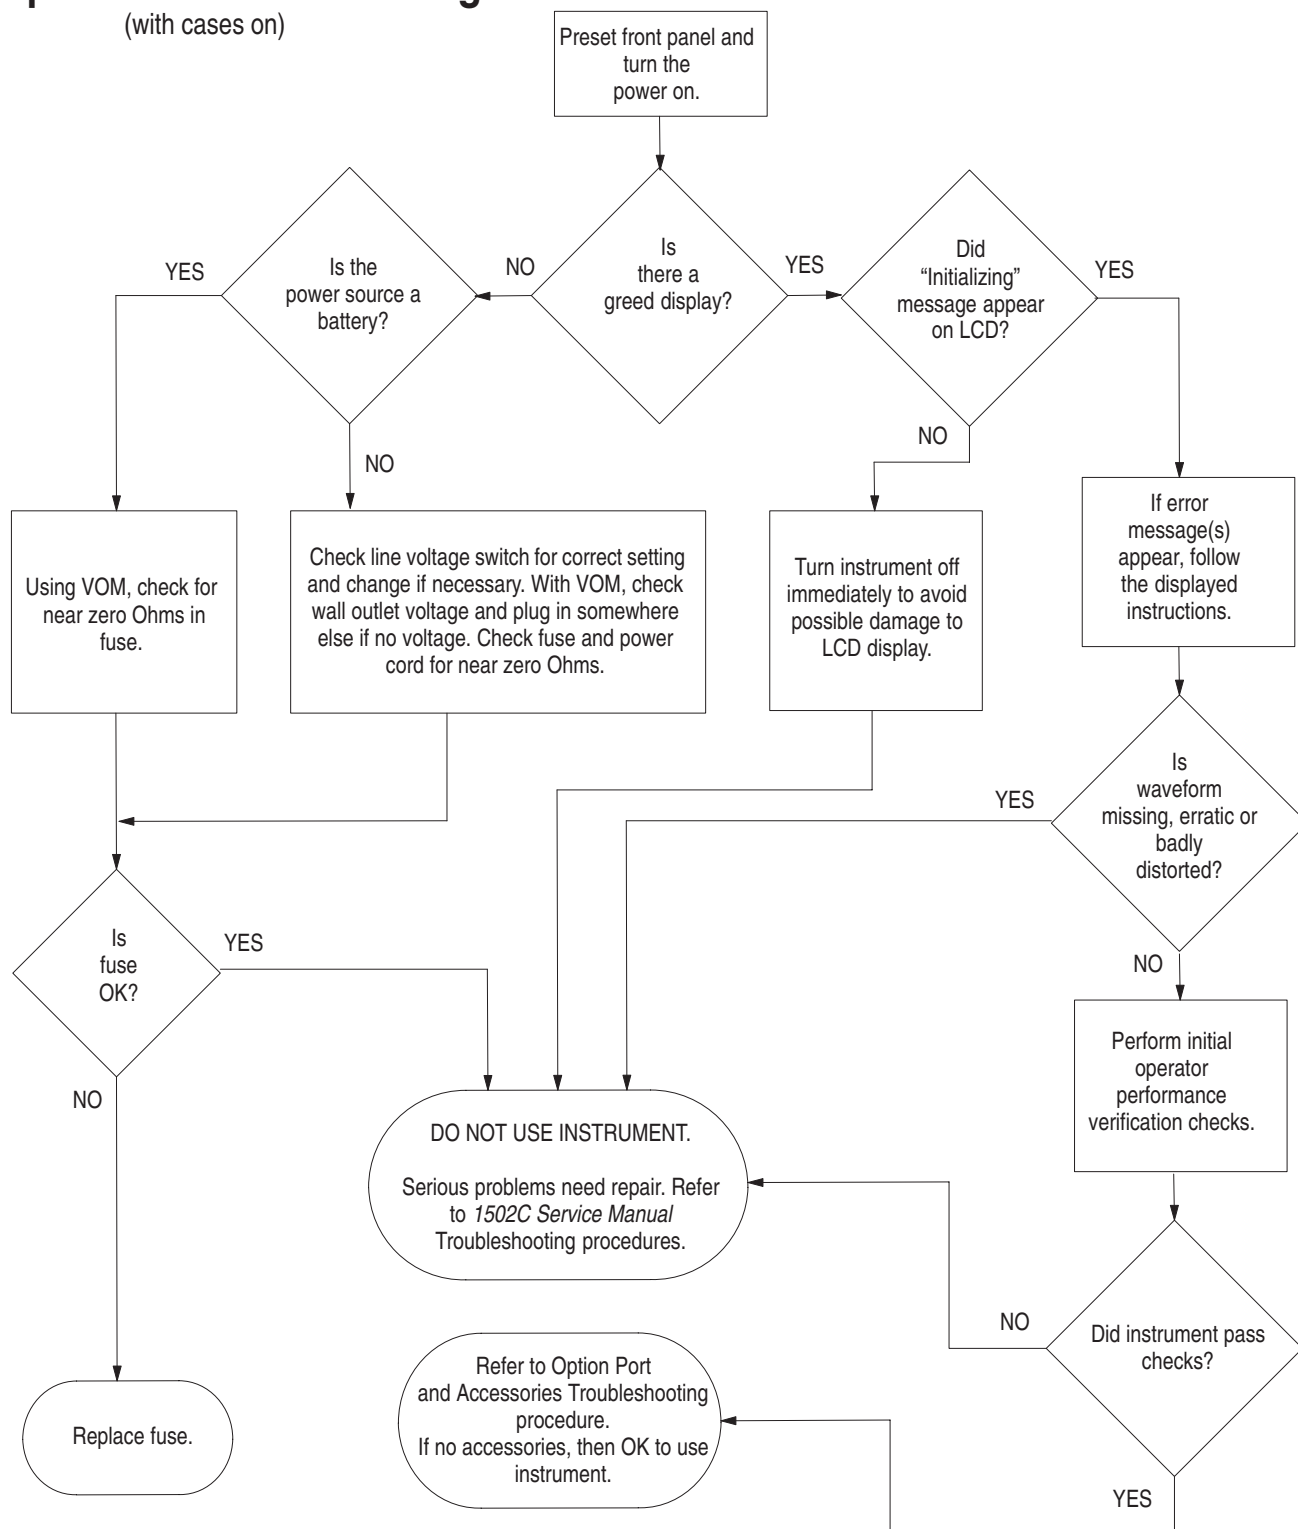 (with cases on)
Preset front panel and
turn the
power on.
Is the
power source a
battery?
YES
NO
Is
there a
greed display?
NO
YES
Did
“Initializing”
message appear
on LCD?
YES
NO
Using VOM, check for
near zero Ohms in
fuse.
Check line voltage switch for correct setting
and change if necessary. With VOM, check
wall outlet voltage and plug in somewhere
else if no voltage. Check fuse and power
cord for near zero Ohms.
Turn instrument off
immediately to avoid
possible damage to
LCD display.
If error
message(s)
appear, follow
the displayed
instructions.
Is
waveform
missing, erratic or
badly
distorted?
YES
NO
Is
fuse
OK?
YES
NO
Perform initial
operator
performance
verification checks.
DO NOT USE INSTRUMENT.
Serious problems need repair. Refer
to 1502C Service Manual
Troubleshooting procedures.
Did instrument pass
checks?
NO
YES
Refer to Option Port
and Accessories Troubleshooting
procedure.
If no accessories, then OK to use
instrument.
Replace fuse.